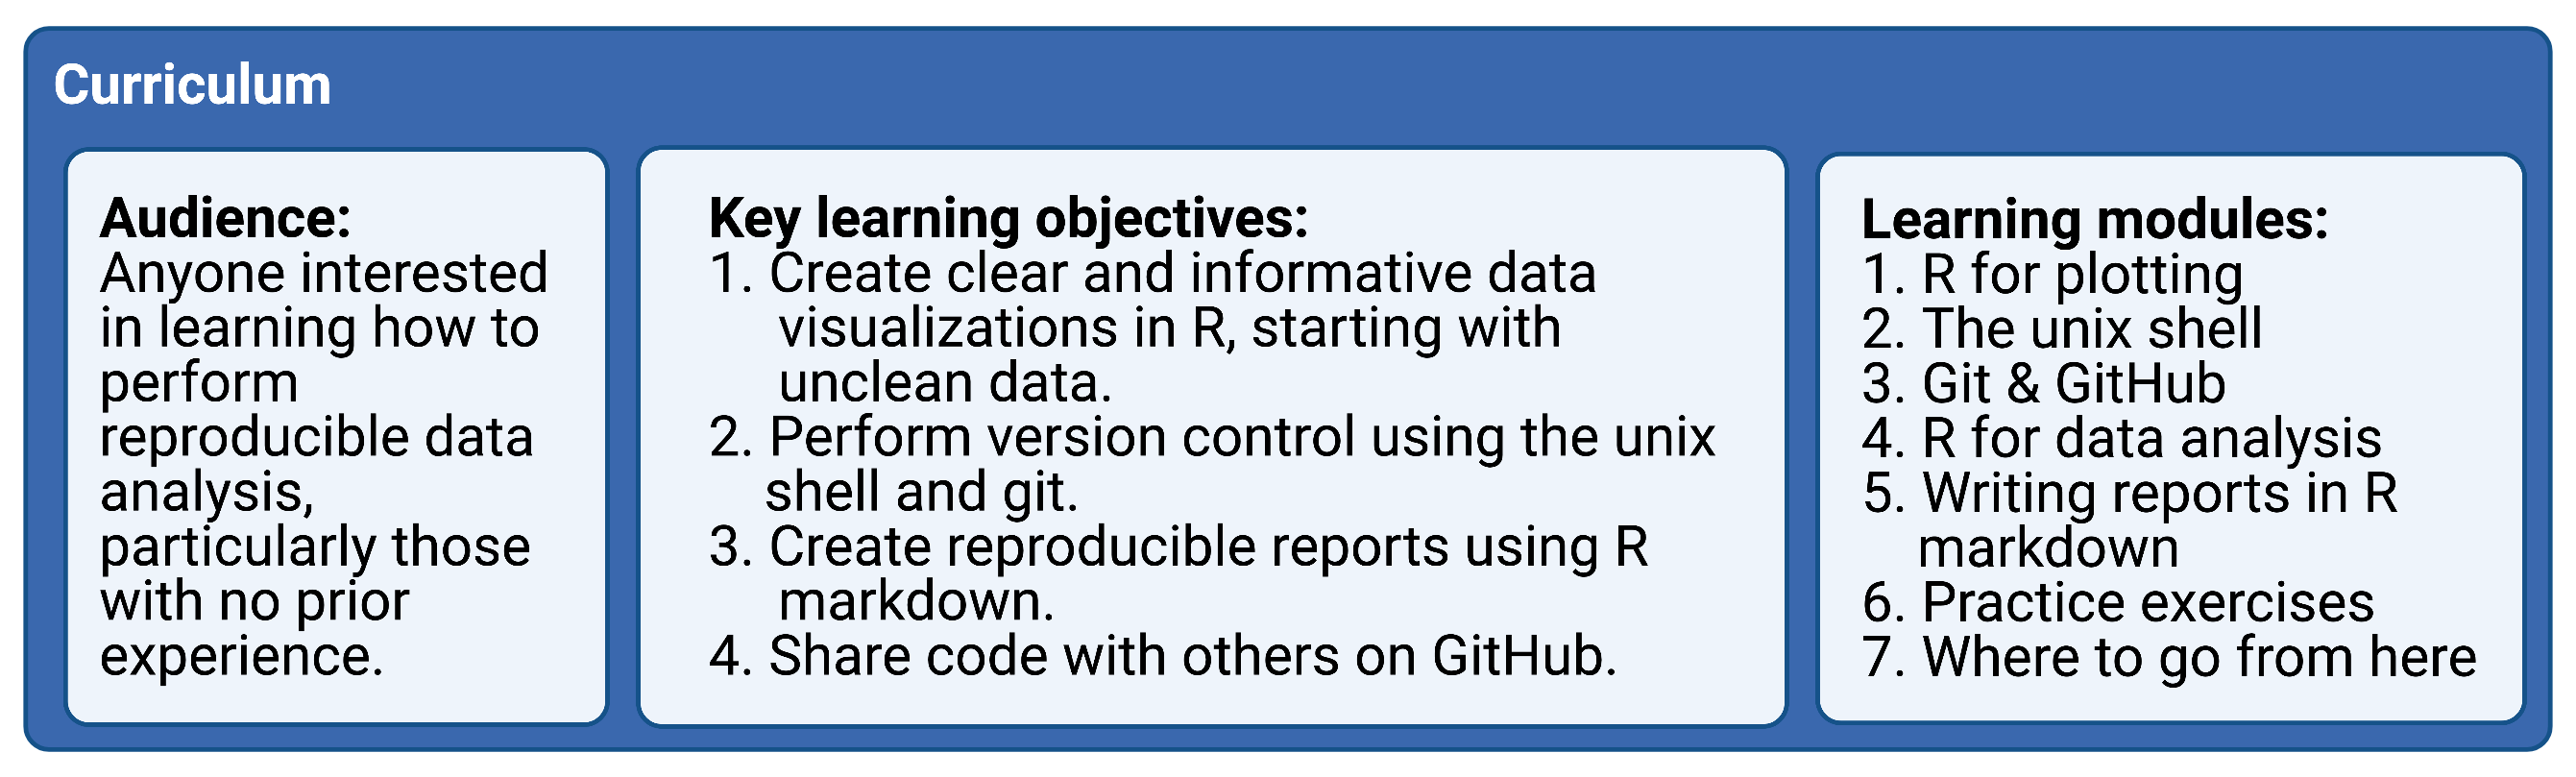 Curriculum
Audience:
Anyone interested
in learning how to
perform
reproducible data
analysis,
particularly those
with no prior
experience.
Key learning objectives:
1. Create clear and informative data
visualizations in R, starting with
unclean data.
2. Perform version control using the unix
shell and git.
3. Create reproducible reports using R
markdown.
4. Share code with others on GitHub.
Learning modules:
1. R for plotting
2. The unix shell
3. Git & GitHub
4. R for data analysis
5. Writing reports in R
markdown
6. Practice exercises
7. Where to go from here